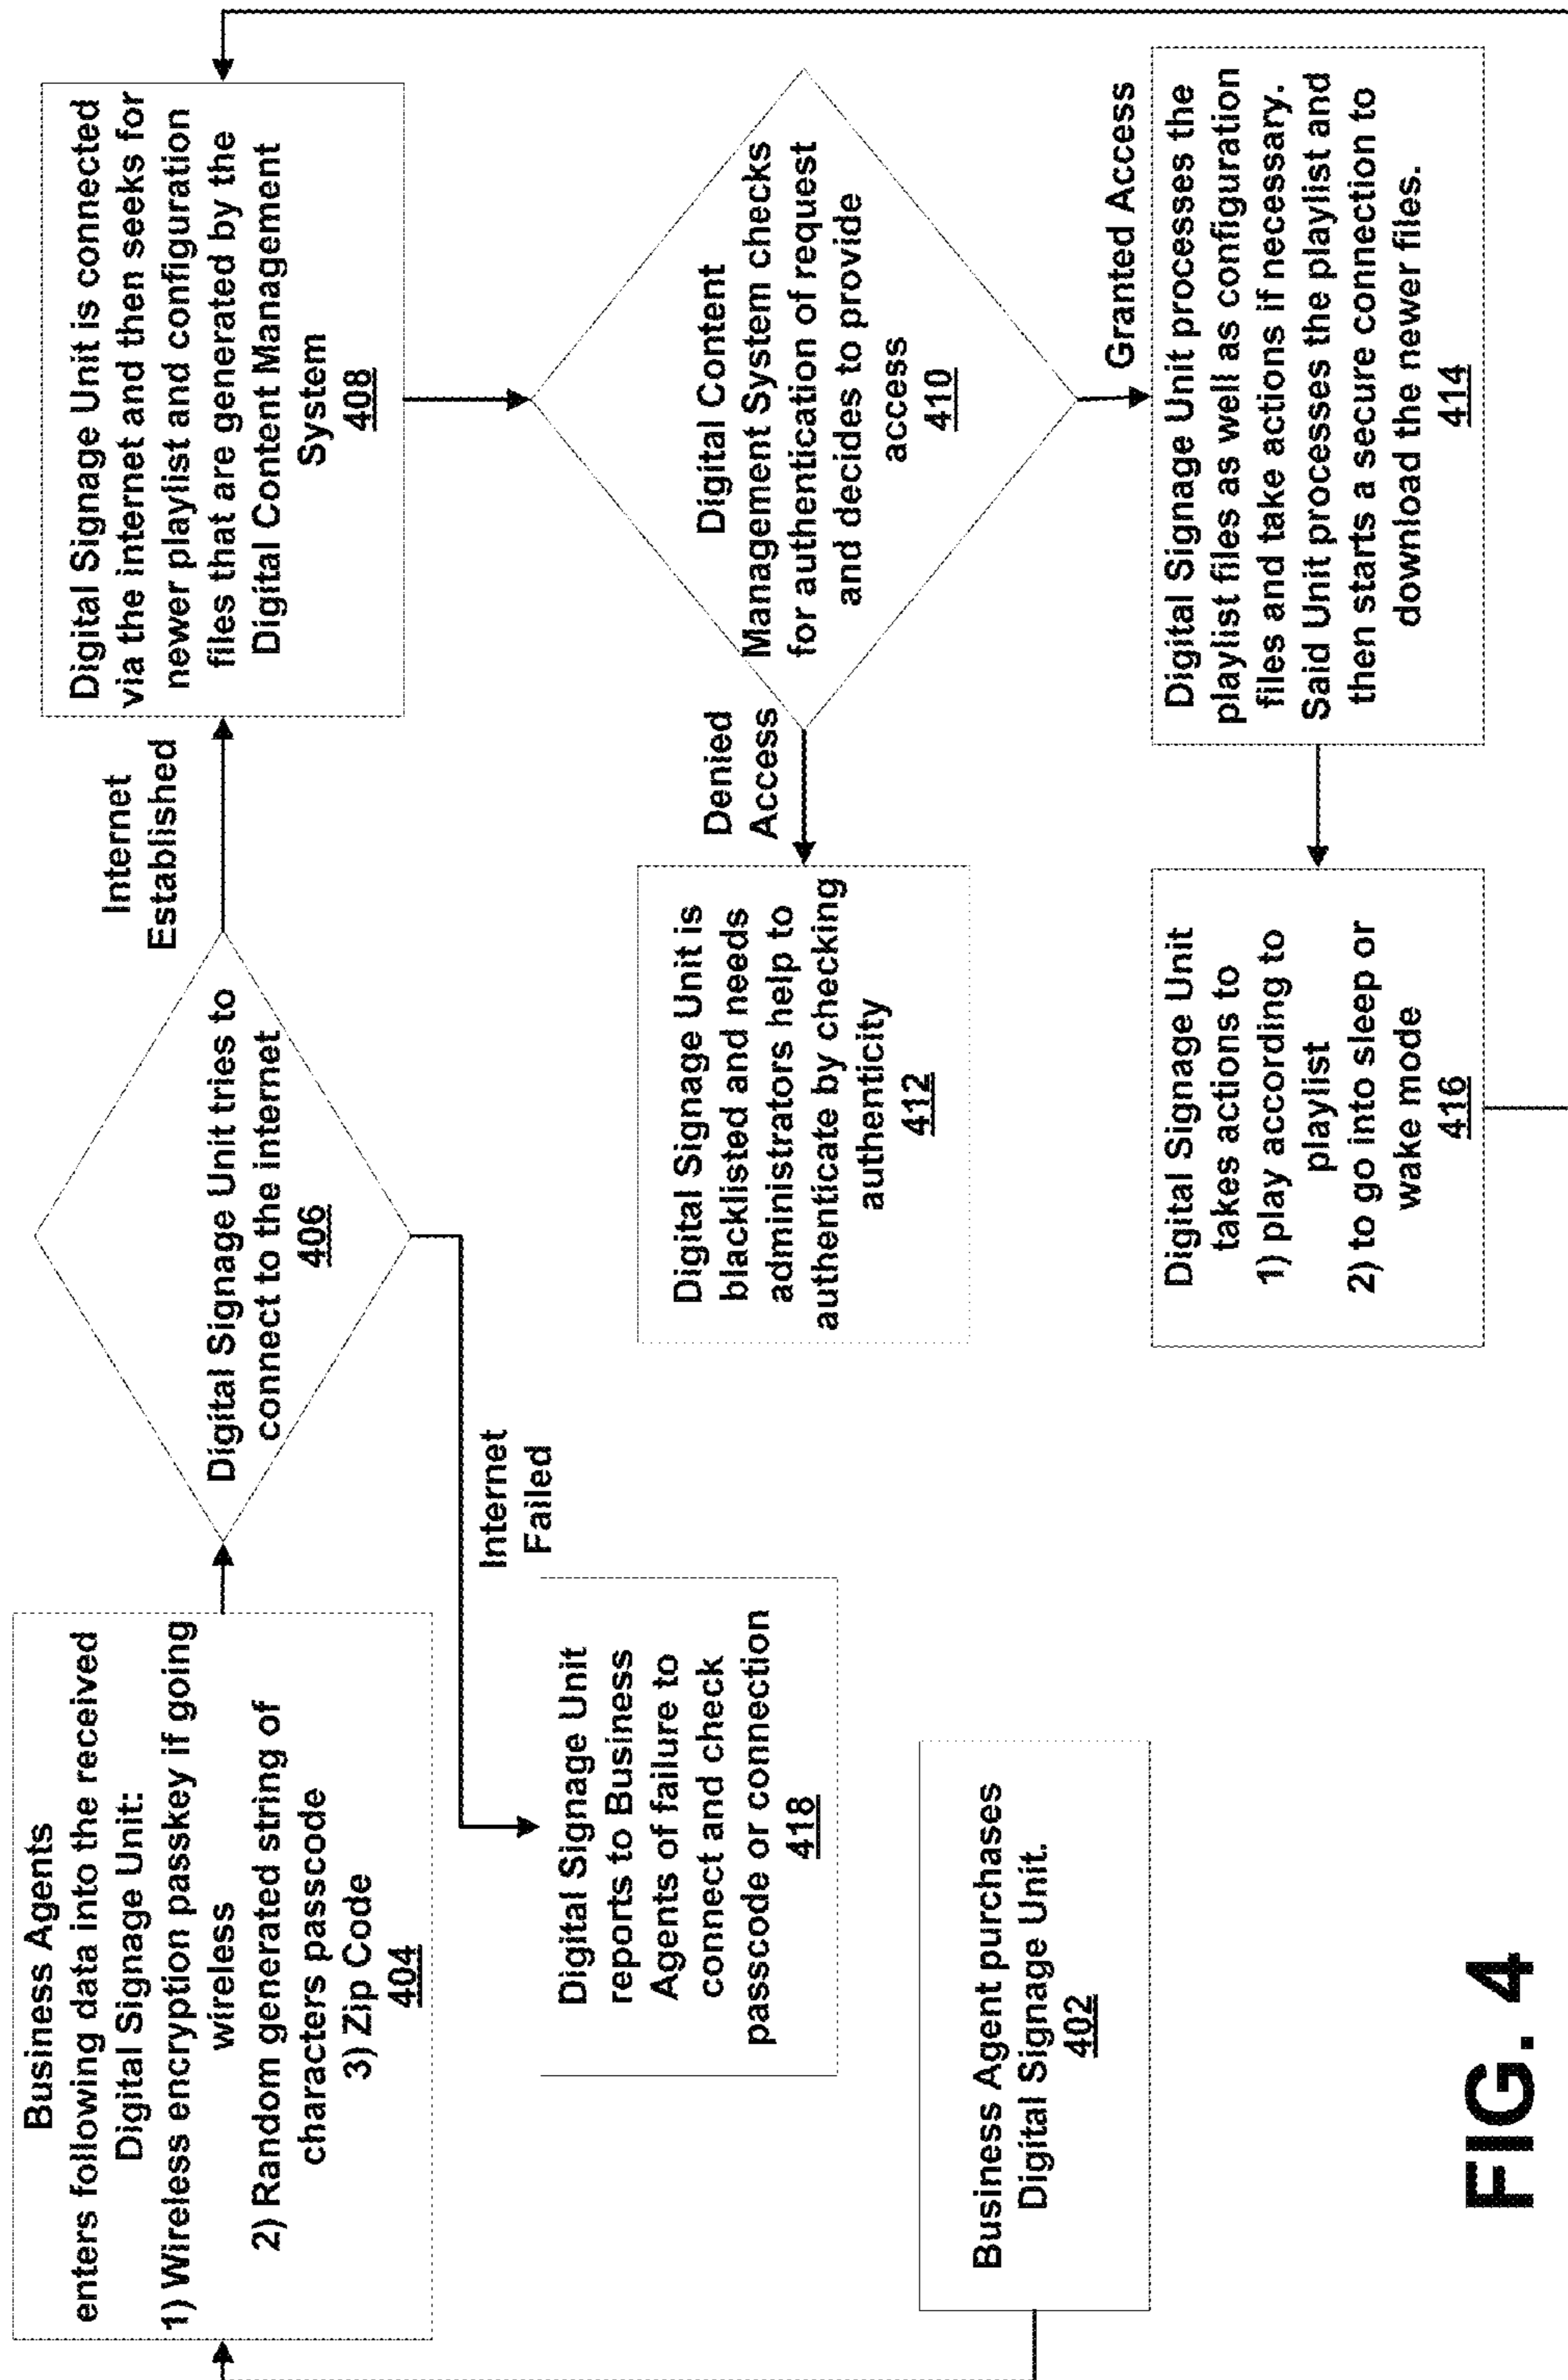 Business Agents
enters following data into the received
Digital Signage Unit:
1) Wireless encryption passkey if going
wireless
2) Random generated string of
characters passcode
3) Zip Code
404
Digital Signage Unit tries to
connect to the internet
406
Internet
Established
Digital Signage Unit is connected
via the internet and then seeks for
newer playlist and configuration
files that are generated by the
Digital Content Management
System
408
Internet
Failed
Digital Signage Unit
reports to Business
Agents of failure to
connect and check
passcode or connection
418
Digital Content
Management System checks
for authentication of request
and decides to provide
access
410
Denied
Access
Digital Signage Unit is
blacklisted and needs
administrators help to
authenticate by checking
authenticity
412
Granted Access
Digital Signage Unit processes the
playlist files as well as configuration
files and take actions if necessary.
Said Unit processes the playlist and
then starts a secure connection to
download the newer files.
414
Digital Signage Unit
takes actions to
1) play according to
playlist
2) to go into sleep or
wake mode
416
Business Agent purchases
Digital Signage Unit.
402
FIG. 4